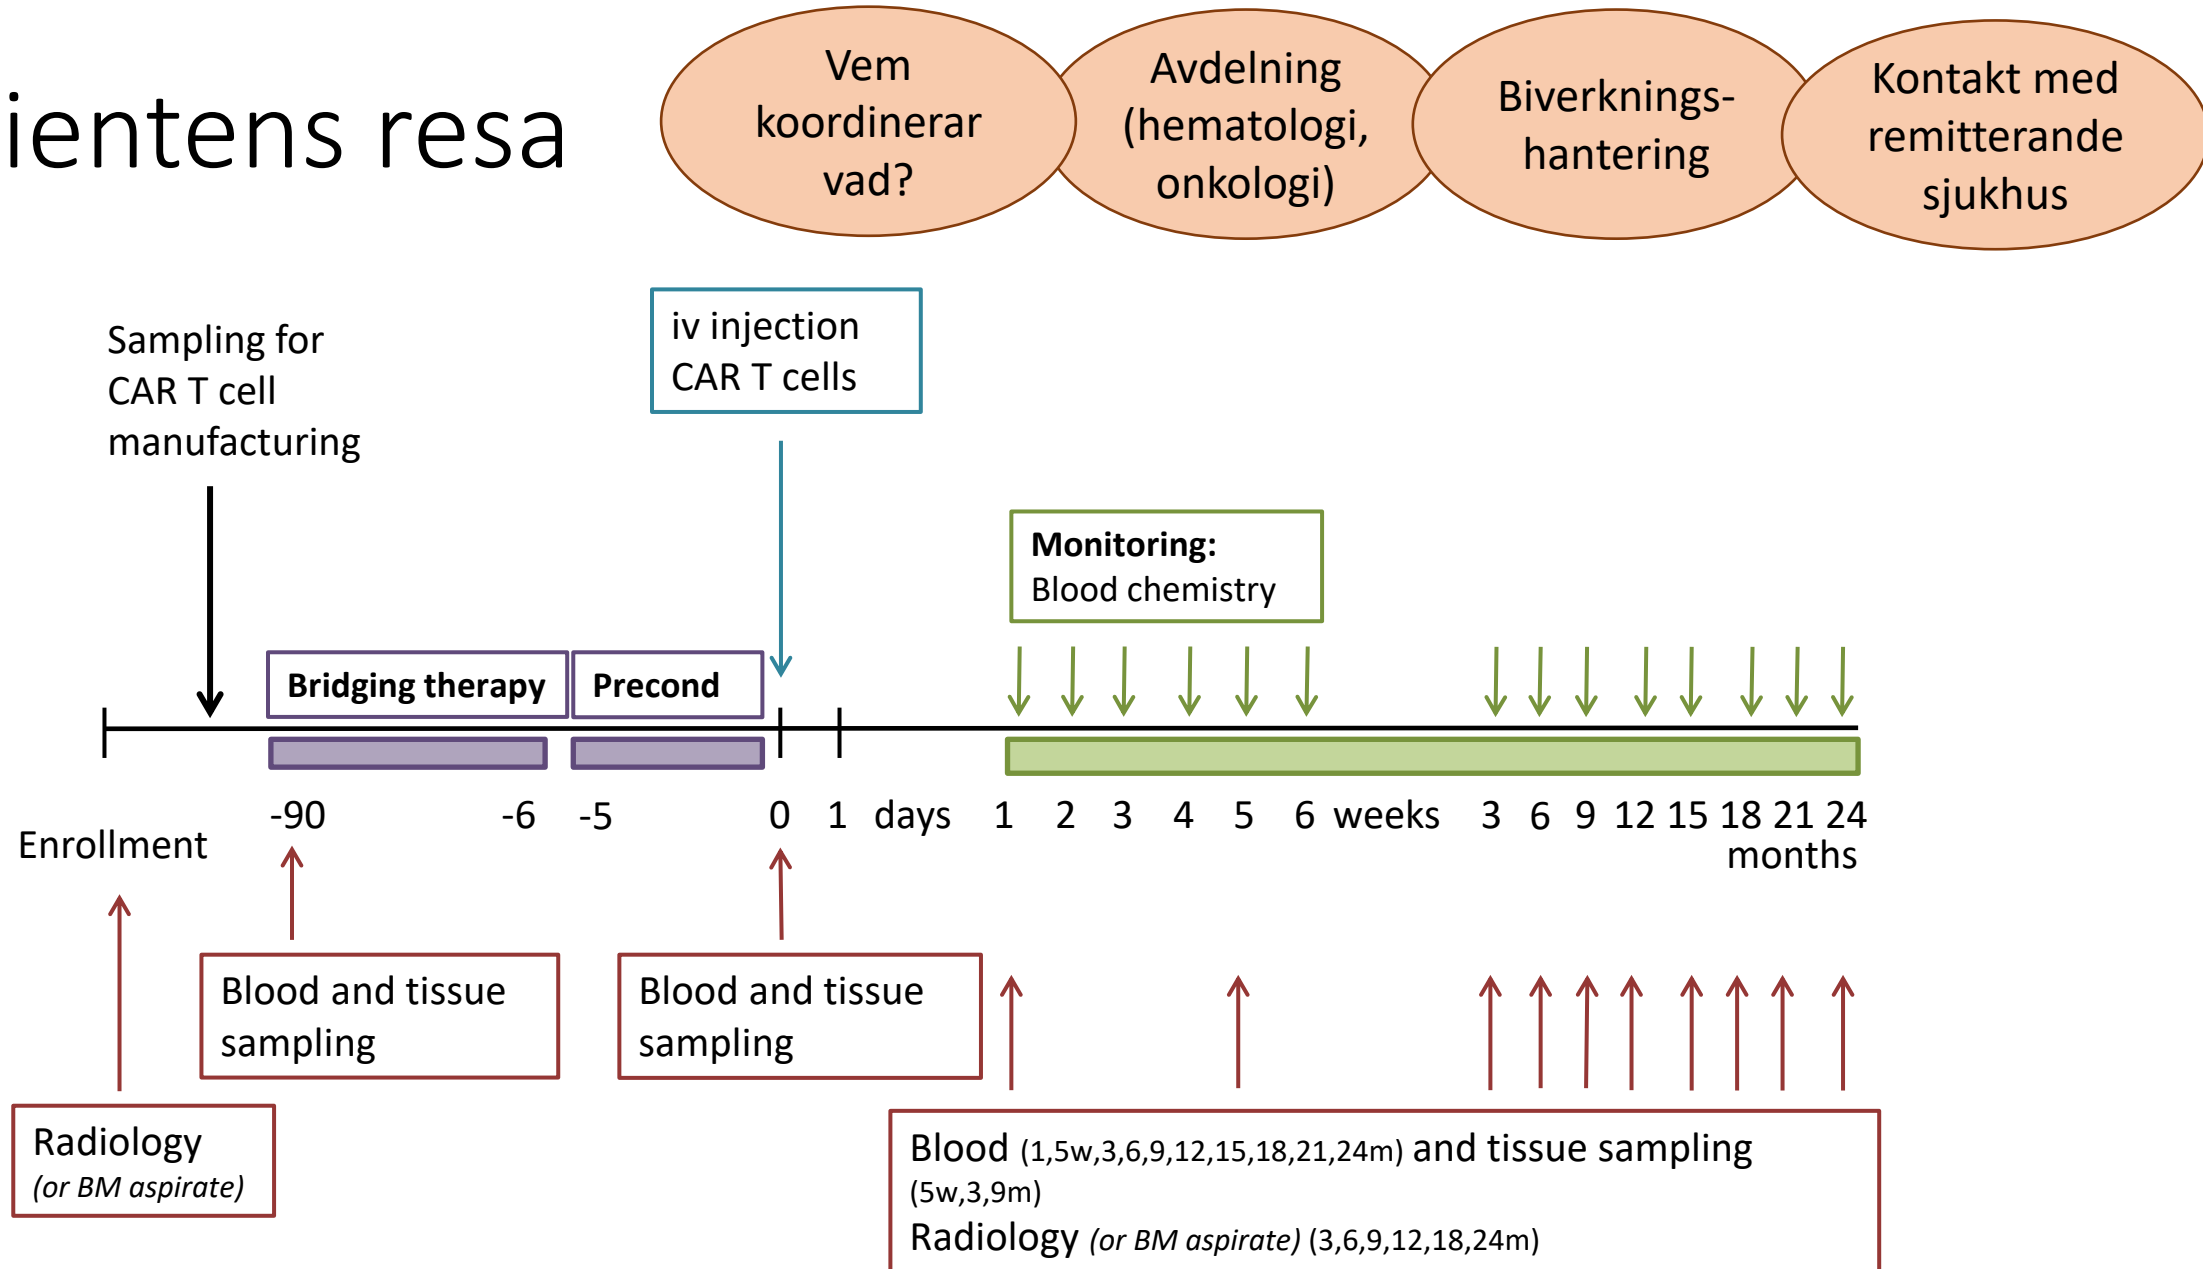 ientens resa
Vem
koordinerar
vad?
Avdelning
(hematologi,
onkologi)
Biverknings-
hantering
Kontakt med
remitterande
sjukhus
Sampling for
CAR T cell
manufacturing
iv injection
CAR T cells
Monitoring:
Blood chemistry
Bridging therapy
Precond
-90 -6 -5 0 1 days 1 2 3 4 5 6 weeks 3 6 9 12 15 18 21 24
months
Enrollment
Blood and tissue
sampling
Blood and tissue
sampling
Radiology
(or BM aspirate)
Blood (1,5w,3,6,9,12,15,18,21,24m) and tissue sampling
(5w,3,9m)
Radiology (or BM aspirate) (3,6,9,12,18,24m)